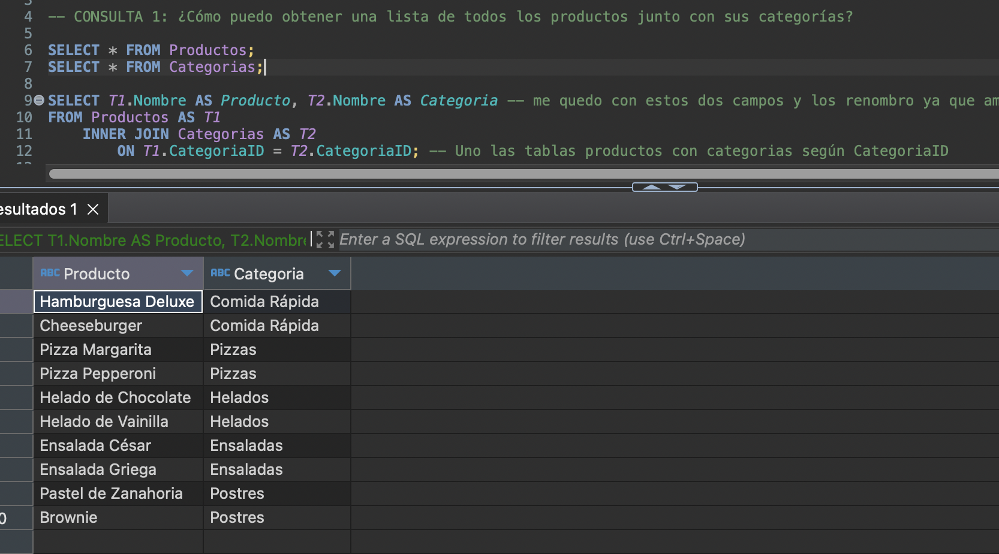 4 -- CONSULTA 1: ¿Cómo puedo obtener una lista de todos los productos junto con sus categorías?
5
6 SELECT * FROM Productos;
7 SELECT * FROM Categorias;
8
9 SELECT T1.Nombre AS Producto, T2.Nombre AS Categoria -- me quedo con estos dos campos y los renombro ya que am
10 FROM Productos AS T1
11 INNER JOIN Categorias AS T2
12 ON T1.CategoriaID = T2.CategoriaID; -- Uno las tablas productos con categorias según CategoriaID
esultados 1
ELECT T1.Nombre AS Producto, T2.Nombre Enter a SQL expression to filter results (use Ctrl+Space)
ABC Producto ABC Categoria
Hamburguesa Deluxe Comida Rápida
Cheeseburger Comida Rápida
Pizza Margarita Pizzas
Pizza Pepperoni Pizzas
Helado de Chocolate Helados
Helado de Vainilla Helados
Ensalada César Ensaladas
Ensalada Griega Ensaladas
Pastel de Zanahoria Postres
0 Brownie Postres